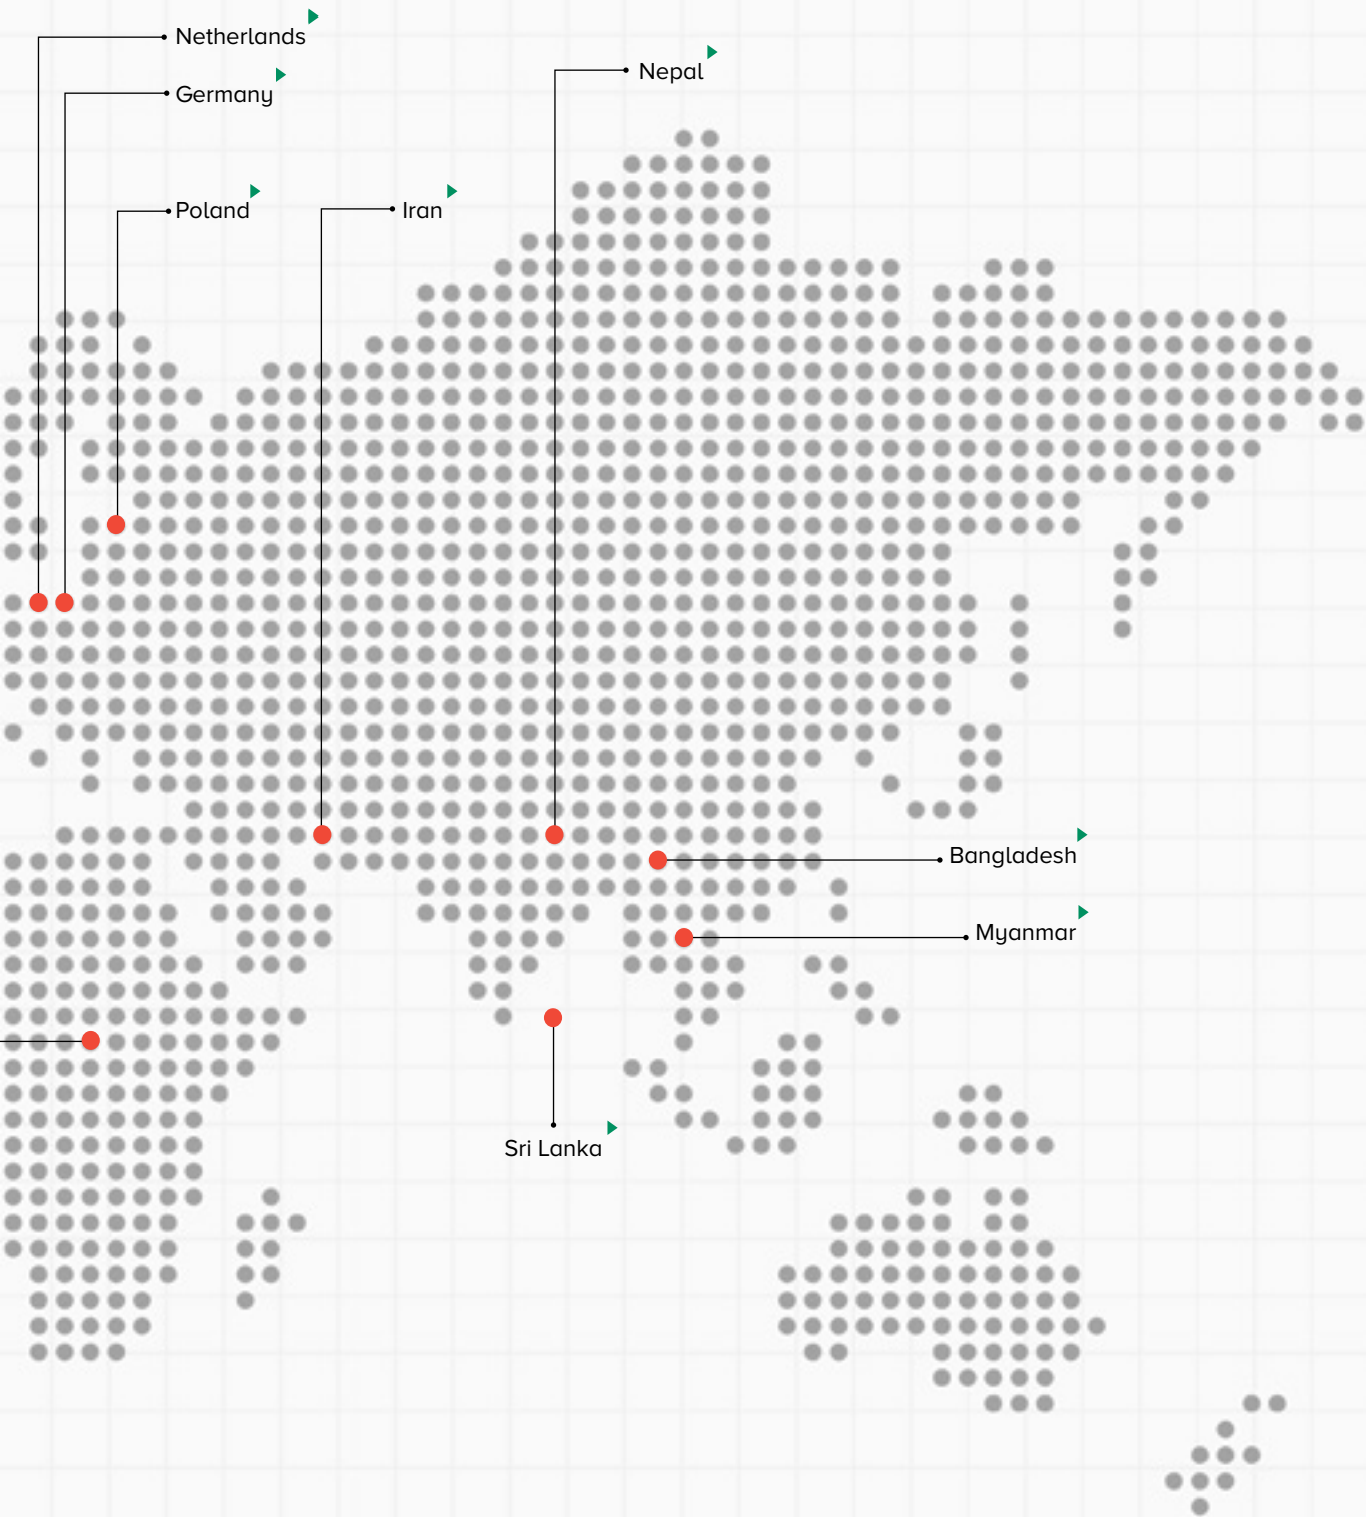 Netherlands
Nepal
Germany
Poland
Iran
Bangladesh
Myanmar
Sri Lanka